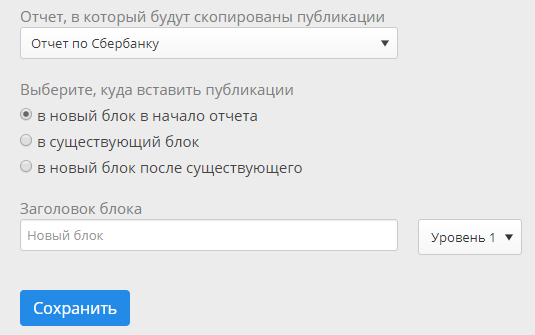 Отчет, в который будут скопированы публикации
Отчет по Сбербанку
Выберите, куда вставить публикации
в новый блок в начало отчета
в существующий блок
в новый блок после существующего
Заголовок блока
Новый блок
Уровень 1
Сохранить